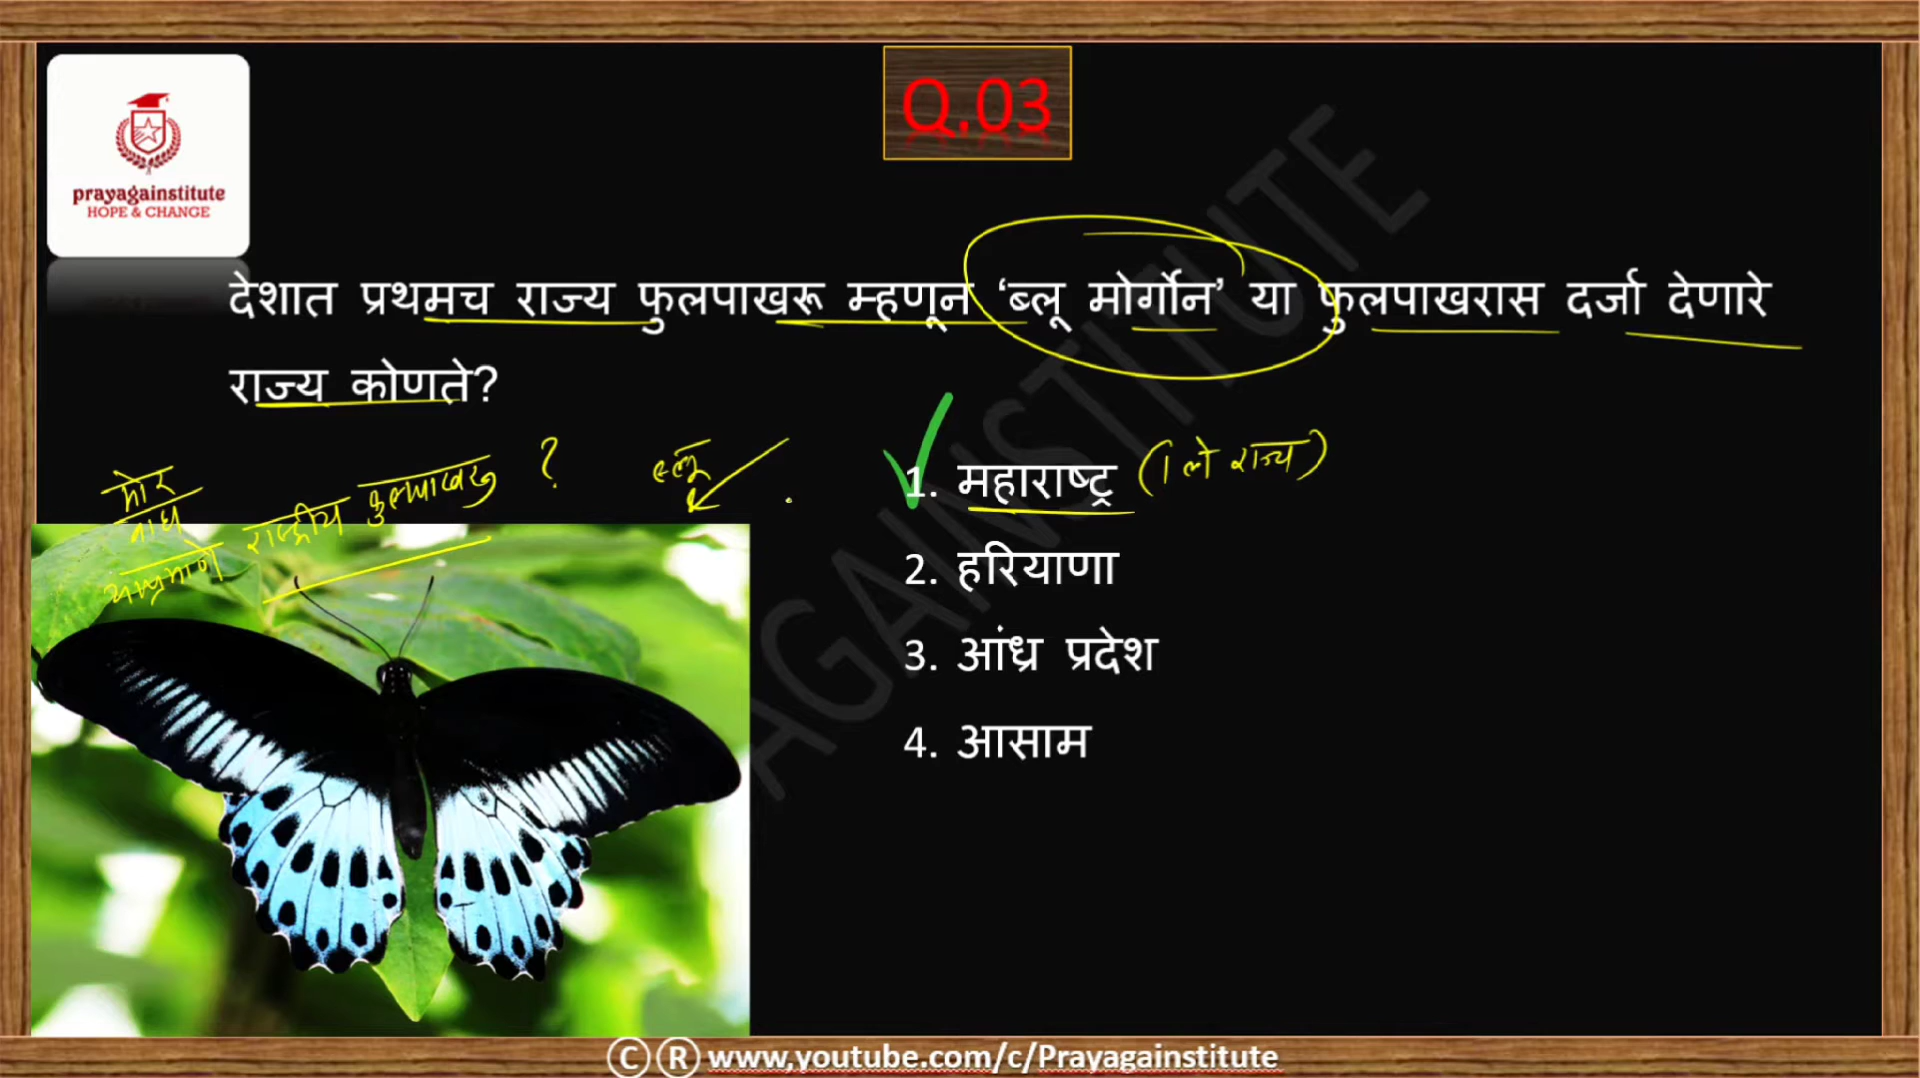 Q.03
prayagainstitute
HOPE & CHANGE
देशात प्रथमच राज्य फुलपाखरू म्हणून ‘ब्लू मोर्गोन’ या फुलपाखरास दर्जा देणारे
राज्य कोणते?
1. महाराष्ट्र (1 ले राज्य)
2. हरियाणा
3. आंध्र प्रदेश
4. आसाम
मोर
वाघ
राष्ट्रीय फुलपाखरू ?
AGAINSTITUTE
© ® www.youtube.com/c/Prayagainstitute